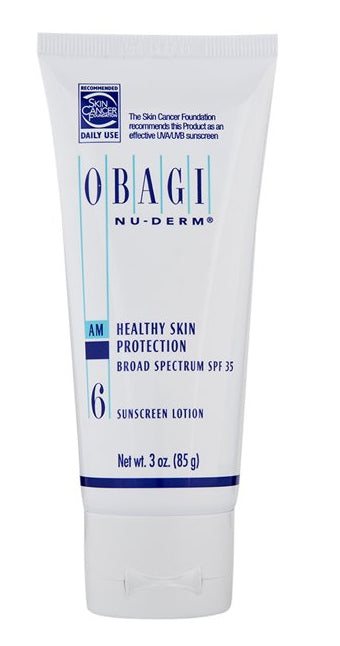 RECOMMENDED
SKIN
CANCER
FOUNDATION
DAILY USE
The Skin Cancer Foundation
recommends this Product as an
effective UVA/UVB sunscreen
OBAGI
NU-DERM®
AM
HEALTHY SKIN
PROTECTION
BROAD SPECTRUM SPF 35
6
SUNSCREEN LOTION
Net wt. 3 oz. (85 g)